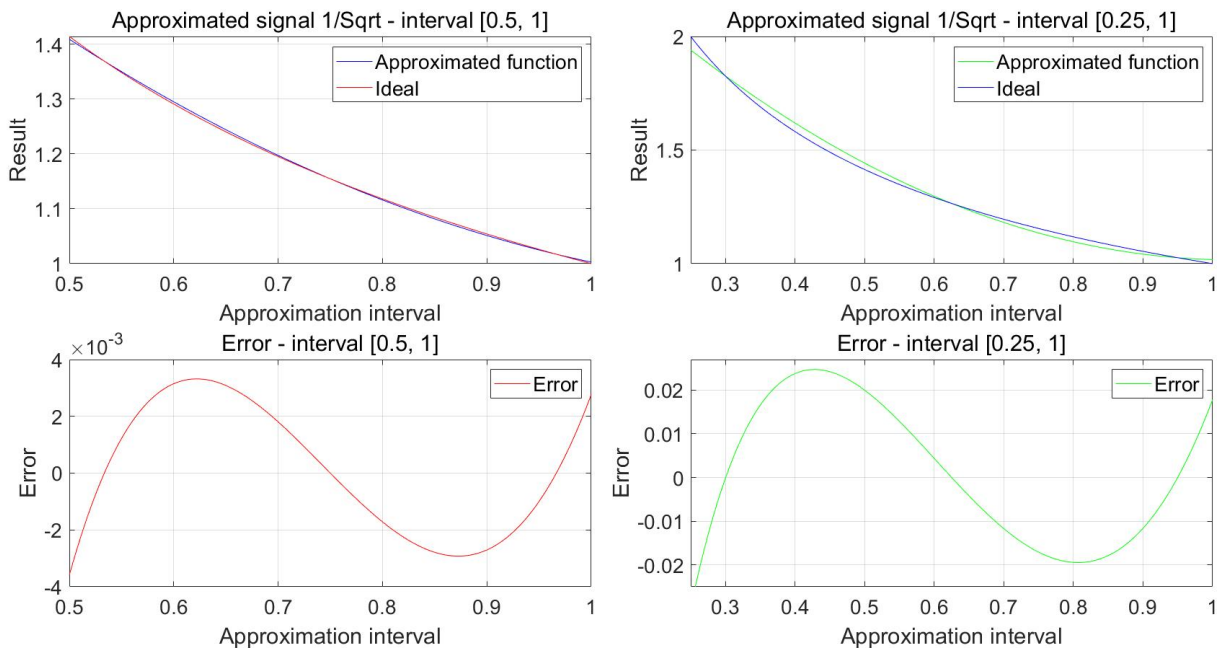 Approximated signal 1/Sqrt - interval [0.5, 1]
1.4
1.3
1.2
1.1
1
Result
Approximated function
Ideal
0.5 0.6 0.7 0.8 0.9 1
Approximation interval
Approximated signal 1/Sqrt - interval [0.25, 1]
2
1.5
1
Result
Approximated function
Ideal
0.3 0.4 0.5 0.6 0.7 0.8 0.9 1
Approximation interval
Error - interval [0.5, 1]
×10⁻³
4
2
0
-2
-4
Error
Error
0.5 0.6 0.7 0.8 0.9 1
Approximation interval
Error - interval [0.25, 1]
0.02
0.01
0
-0.01
-0.02
Error
Error
0.3 0.4 0.5 0.6 0.7 0.8 0.9 1
Approximation interval